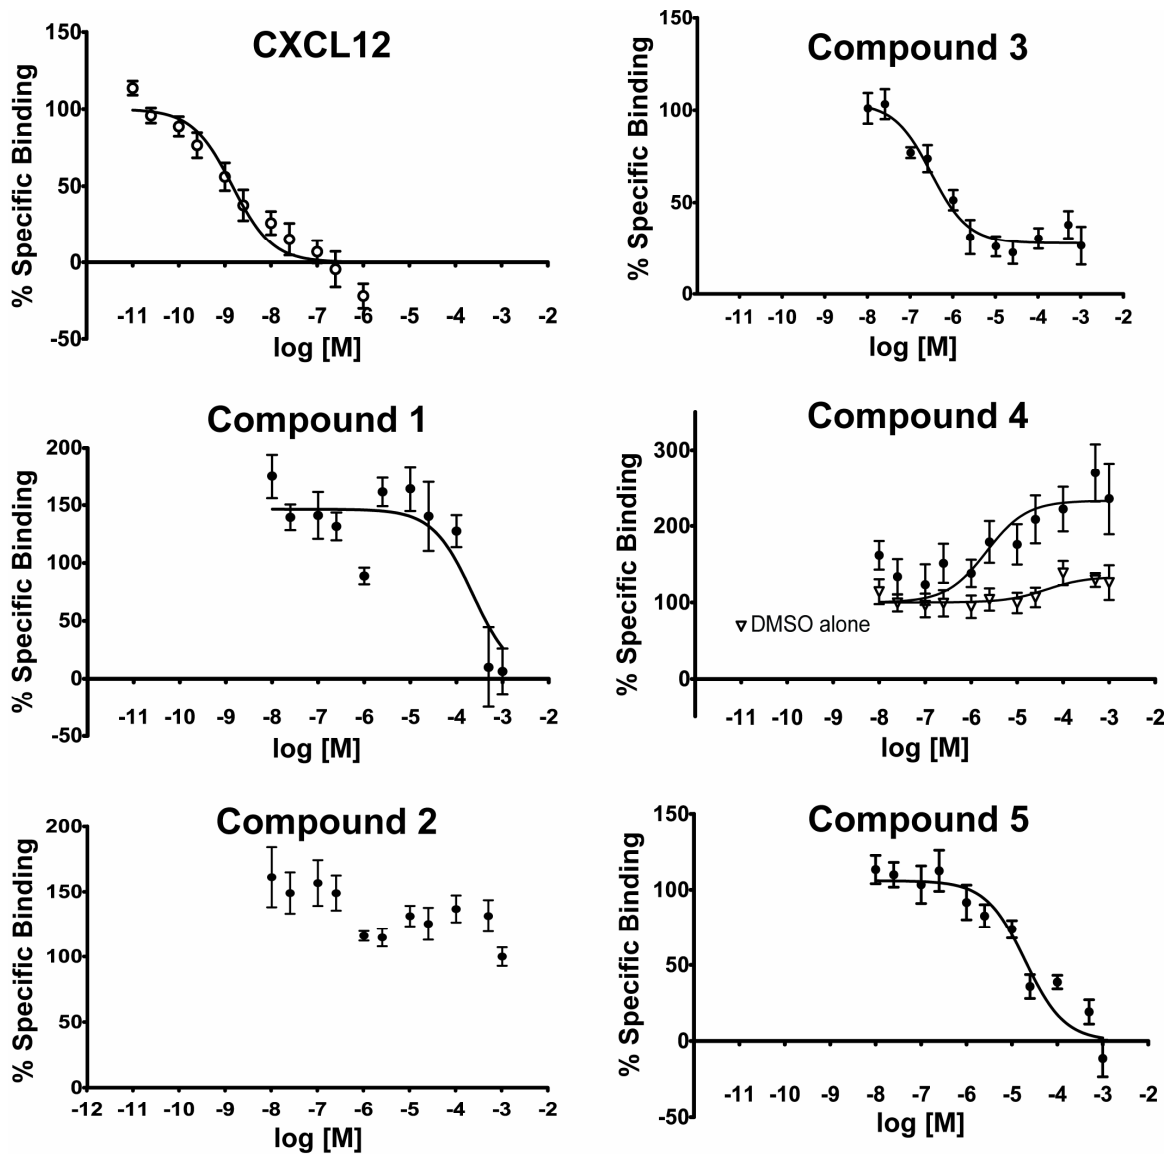 CXCL12
% Specific Binding
150
100
50
0
-50
-11 -10 -9 -8 -7 -6 -5 -4 -3 -2
log [M]
Compound 3
% Specific Binding
150
100
50
0
-11 -10 -9 -8 -7 -6 -5 -4 -3 -2
log [M]
Compound 1
% Specific Binding
200
150
100
50
0
-50
-11 -10 -9 -8 -7 -6 -5 -4 -3 -2
log [M]
Compound 4
% Specific Binding
300
200
100
0
DMSO alone
-11 -10 -9 -8 -7 -6 -5 -4 -3 -2
log [M]
Compound 2
% Specific Binding
200
150
100
50
0
-12 -11 -10 -9 -8 -7 -6 -5 -4 -3 -2
log [M]
Compound 5
% Specific Binding
150
100
50
0
-50
-11 -10 -9 -8 -7 -6 -5 -4 -3 -2
log [M]